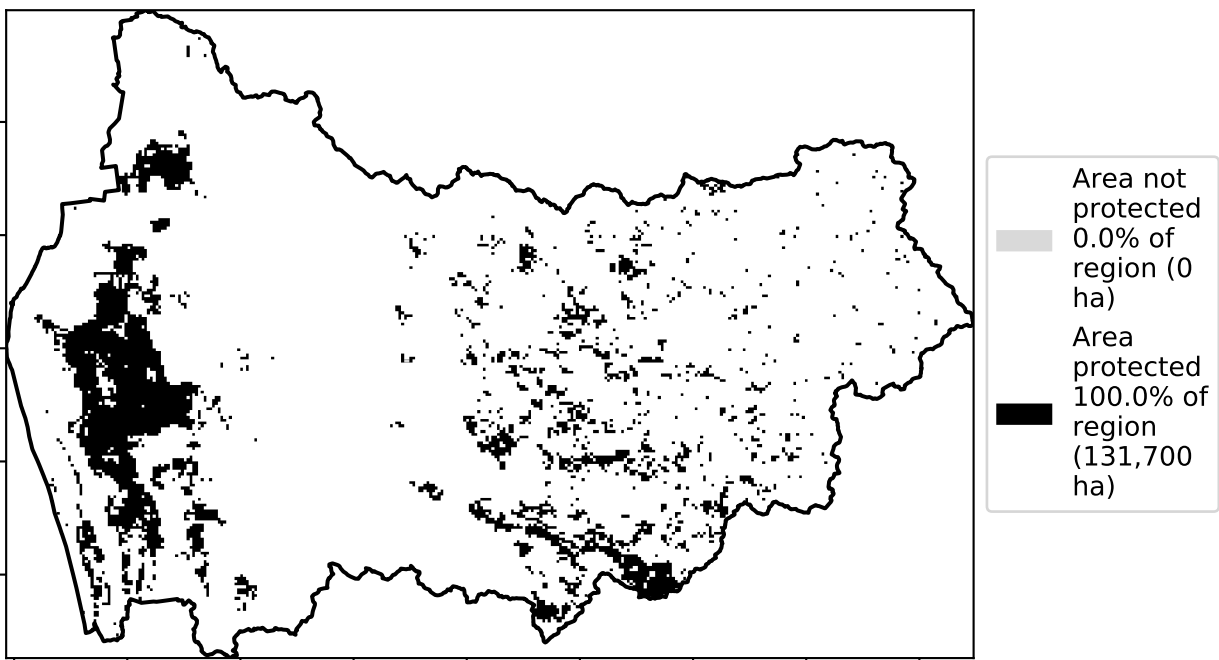 Area not
protected
0.0% of
region (0
ha)
Area
protected
100.0% of
region
(131,700
ha)